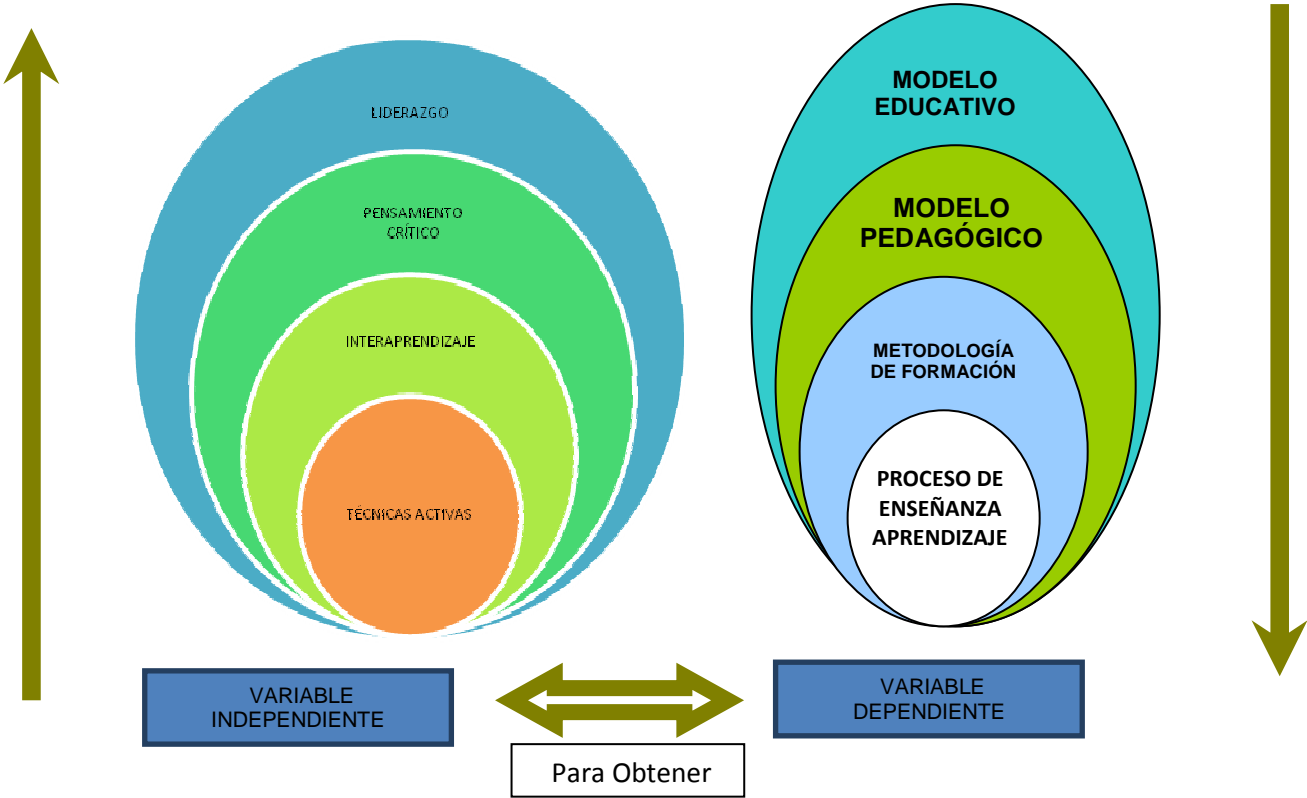 LIDERAZGO
PENSAMIENTO
CRÍTICO
INTERAPRENDIZAJE
TÉCNICAS ACTIVAS
MODELO
EDUCATIVO
MODELO
PEDAGÓGICO
METODOLOGÍA
DE FORMACIÓN
PROCESO DE
ENSEÑANZA
APRENDIZAJE
VARIABLE
INDEPENDIENTE
VARIABLE
DEPENDIENTE
Para Obtener